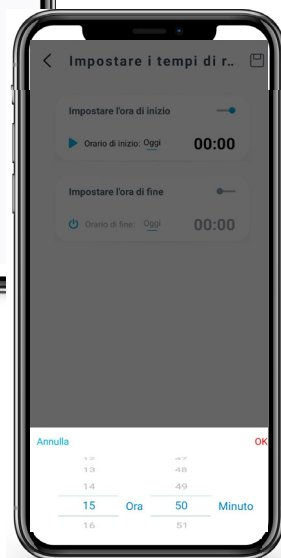 Impostare i tempi di r..
Impostare l'ora di inizio
Orario di inizio: Oggi 00:00
Impostare l'ora di fine
Orario di fine: Oggi 00:00
Annulla OK
13 48
14 49
15 Ora 50 Minuto
16 51